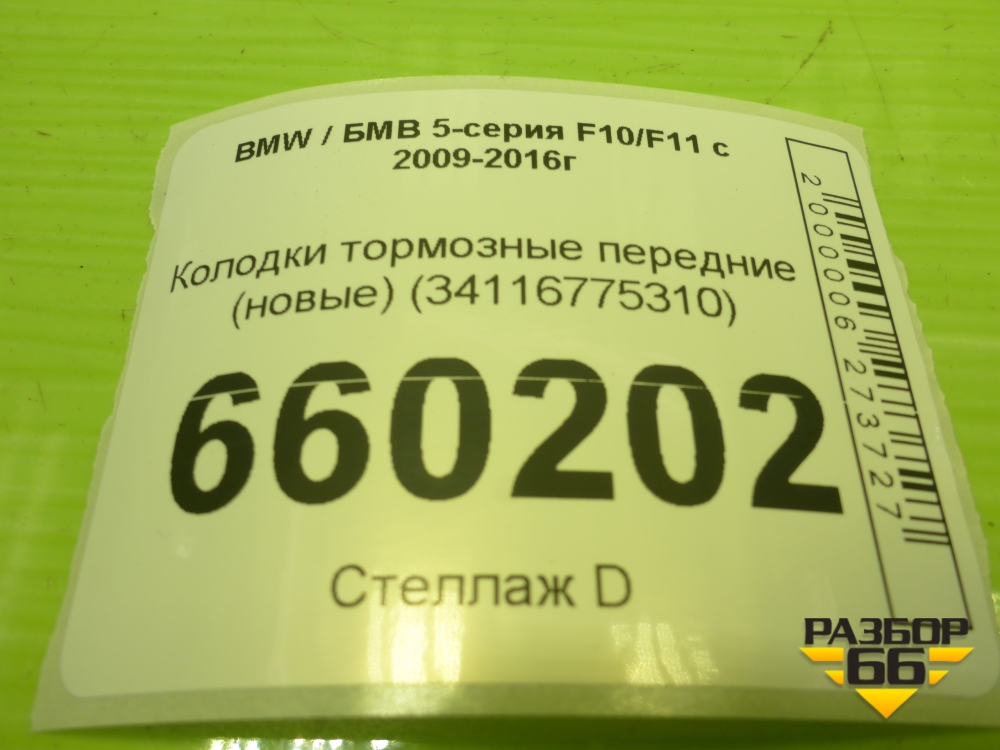 BMW / БМВ 5-серия F10/F11 с
2009-2016г
Колодки тормозные передние
(новые) (34116775310)
660202
Стеллаж D
2000006273727
РАЗБОР
66